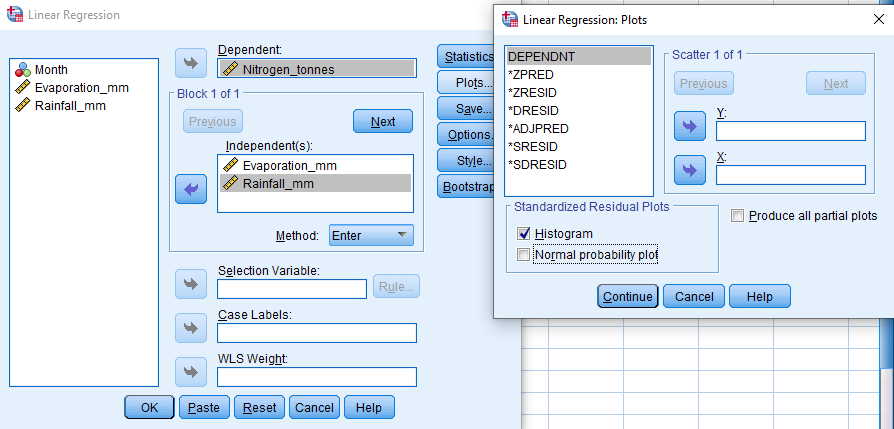 Linear Regression
Month
Evaporation_mm
Rainfall_mm
Dependent:
Nitrogen_tonnes
Block 1 of 1
Previous
Next
Independent(s):
Evaporation_mm
Rainfall_mm
Method:
Enter
Selection Variable:
Rule...
Case Labels:
WLS Weight:
Statistics
Plots...
Save...
Options.
Style...
Bootstrap
OK
Paste
Reset
Cancel
Help
Linear Regression: Plots
DEPENDNT
*ZPRED
*ZRESID
*DRESID
*ADJPRED
*SRESID
*SDRESID
Scatter 1 of 1
Previous
Next
Y:
X:
Standardized Residual Plots
Histogram
Normal probability plot
Produce all partial plots
Continue
Cancel
Help